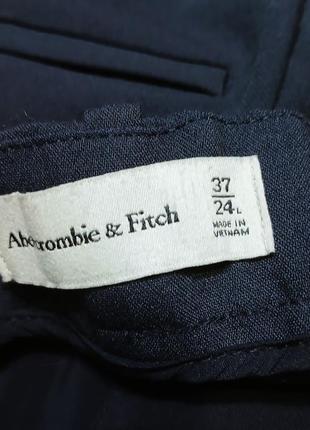 Abercrombie & Fitch
37
24L
MADE IN
VIETNAM